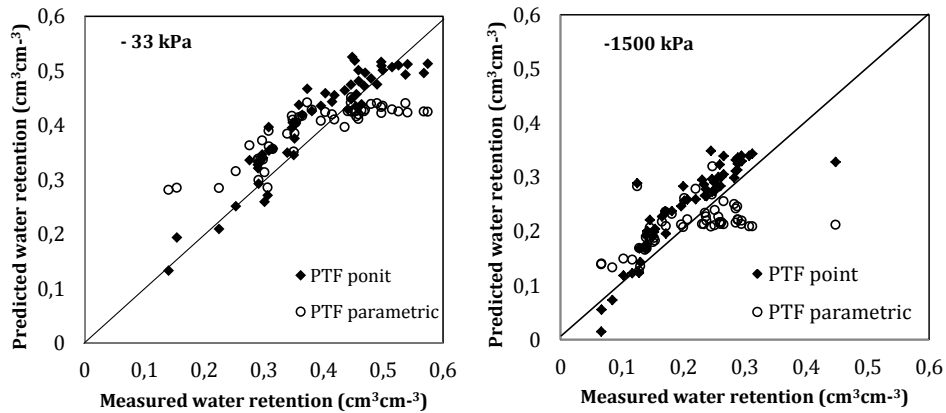 Predicted water retention (cm³cm-³)
0,6
0,5
0,4
0,3
0,2
0,1
0
- 33 kPa
PTF ponit
PTF parametric
0 0,1 0,2 0,3 0,4 0,5 0,6
Measured water retention (cm³cm-³)
Predicted water retention (cm³cm-³)
0,6
0,5
0,4
0,3
0,2
0,1
0
-1500 kPa
PTF point
PTF parametric
0 0,1 0,2 0,3 0,4 0,5 0,6
Measured water retention (cm³cm-³)